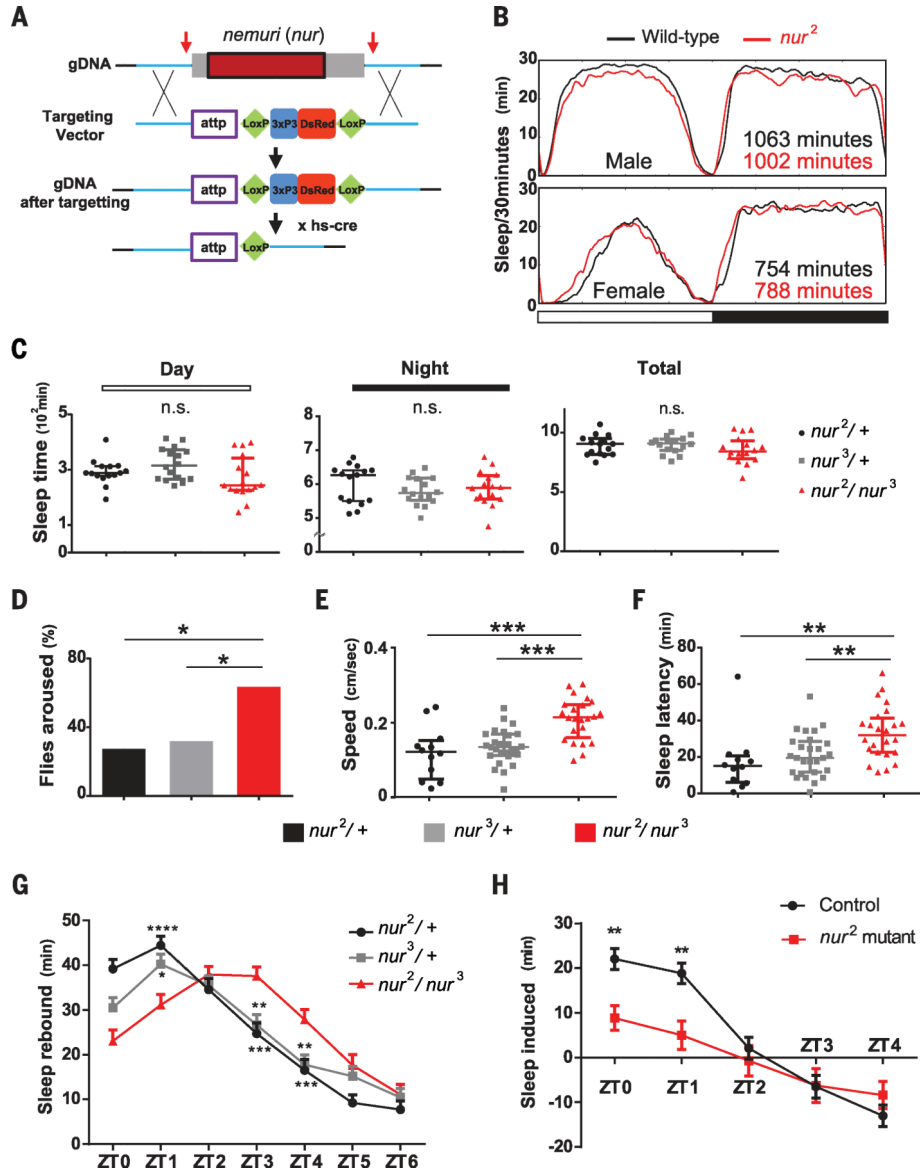 A
nemuri (nur)
gDNA
Targeting
Vector
attp
LoxP
3xP3
DsRed
LoxP
gDNA
after targetting
attp
LoxP
3xP3
DsRed
LoxP
x hs-cre
attp
LoxP
B
Wild-type
nur²
Sleep/30minutes (min)
30
20
10
0
Male
1063 minutes
1002 minutes
30
20
10
0
Female
754 minutes
788 minutes
C
Day
Night
Total
Sleep time (10²min)
n.s.
5
3
1
0
n.s.
8
7
6
5
0
n.s.
10
5
0
nur²/+
nur³/+
nur²/nur³
D
Flies aroused (%)
80
40
0
*
*
E
Speed (cm/sec)
0.4
0.2
0
***
***
F
Sleep latency (min)
80
60
40
20
0
**
**
nur²/+
nur³/+
nur²/nur³
G
Sleep rebound (min)
50
40
30
20
10
0
****
*
**
***
**
***
nur²/+
nur³/+
nur²/nur³
ZT0 ZT1 ZT2 ZT3 ZT4 ZT5 ZT6
H
Sleep induced (min)
30
20
10
0
-10
-20
**
**
Control
nur² mutant
ZT3 ZT4
ZT0 ZT1 ZT2